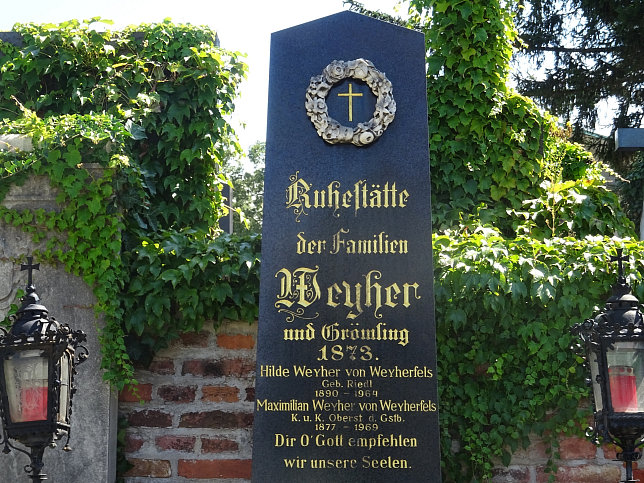 Ruhestätte
der Familien
Weyher
und Grömling
1873.
Hilde Weyher von Weyherfels
Geb. Riedl
1890 - 1964
Maximilian Weyher von Weyherfels
K. u. K. Oberst d. Gstb.
1877 - 1969
Dir O' Gott empfehlen
wir unsere Seelen.